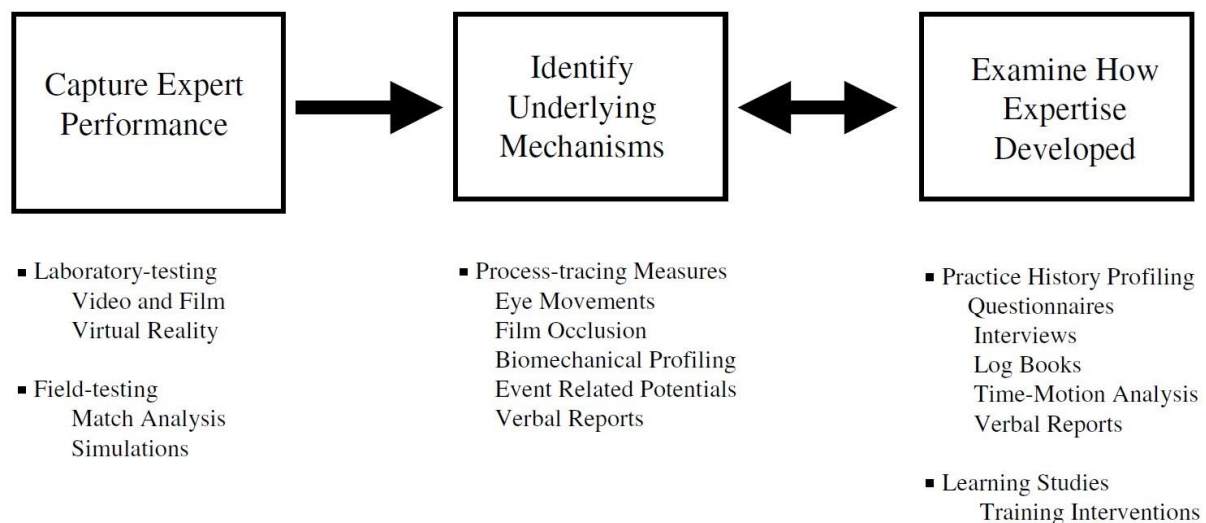 Capture Expert
Performance
Identify
Underlying
Mechanisms
Examine How
Expertise
Developed
▪ Laboratory-testing
Video and Film
Virtual Reality
▪ Field-testing
Match Analysis
Simulations
▪ Process-tracing Measures
Eye Movements
Film Occlusion
Biomechanical Profiling
Event Related Potentials
Verbal Reports
▪ Practice History Profiling
Questionnaires
Interviews
Log Books
Time-Motion Analysis
Verbal Reports
▪ Learning Studies
Training Interventions